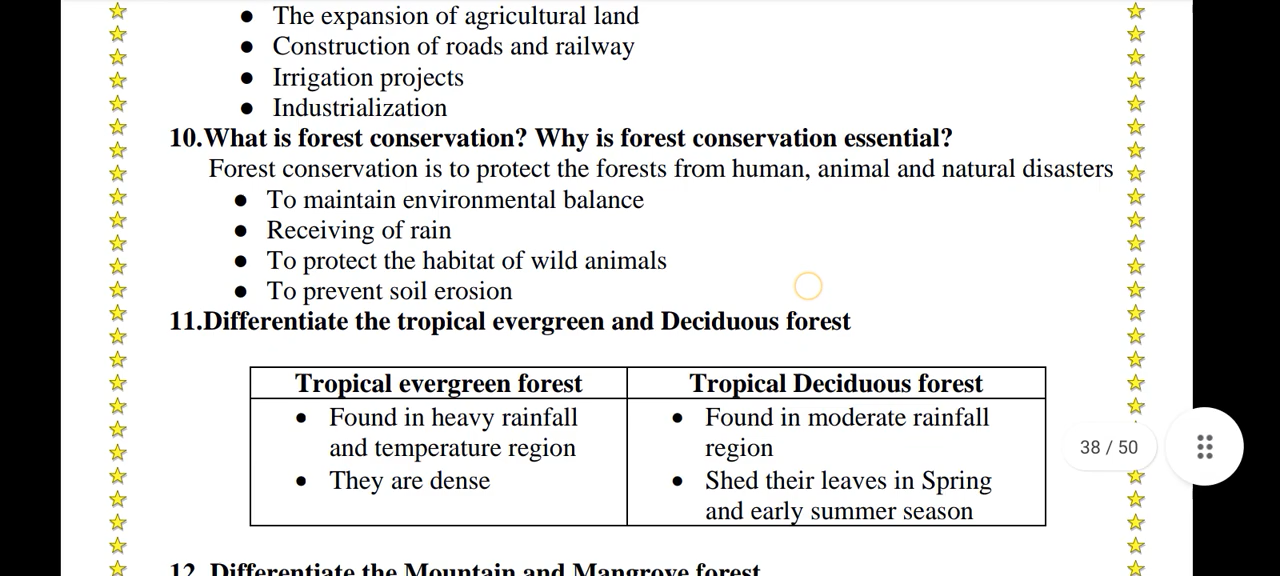 ● The expansion of agricultural land
● Construction of roads and railway
● Irrigation projects
● Industrialization
10.What is forest conservation? Why is forest conservation essential?
Forest conservation is to protect the forests from human, animal and natural disasters
● To maintain environmental balance
● Receiving of rain
● To protect the habitat of wild animals
● To prevent soil erosion
11.Differentiate the tropical evergreen and Deciduous forest
Tropical evergreen forest
• Found in heavy rainfall
and temperature region
• They are dense
Tropical Deciduous forest
• Found in moderate rainfall
region
• Shed their leaves in Spring
and early summer season
38 / 50
12. Differentiate the Mountain and Mangrove forest